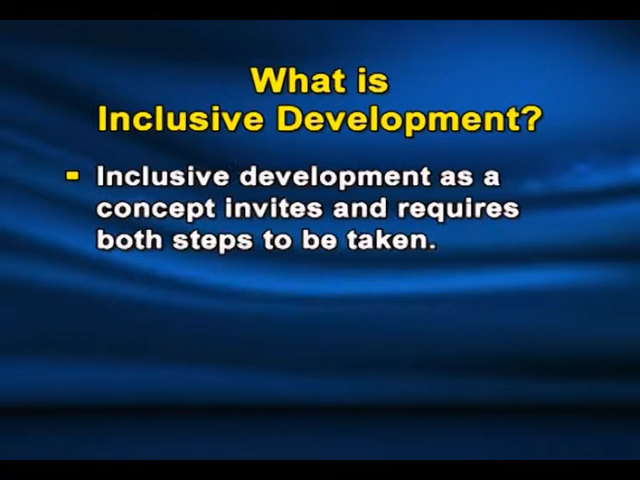 What is
Inclusive Development?
Inclusive development as a
concept invites and requires
both steps to be taken.